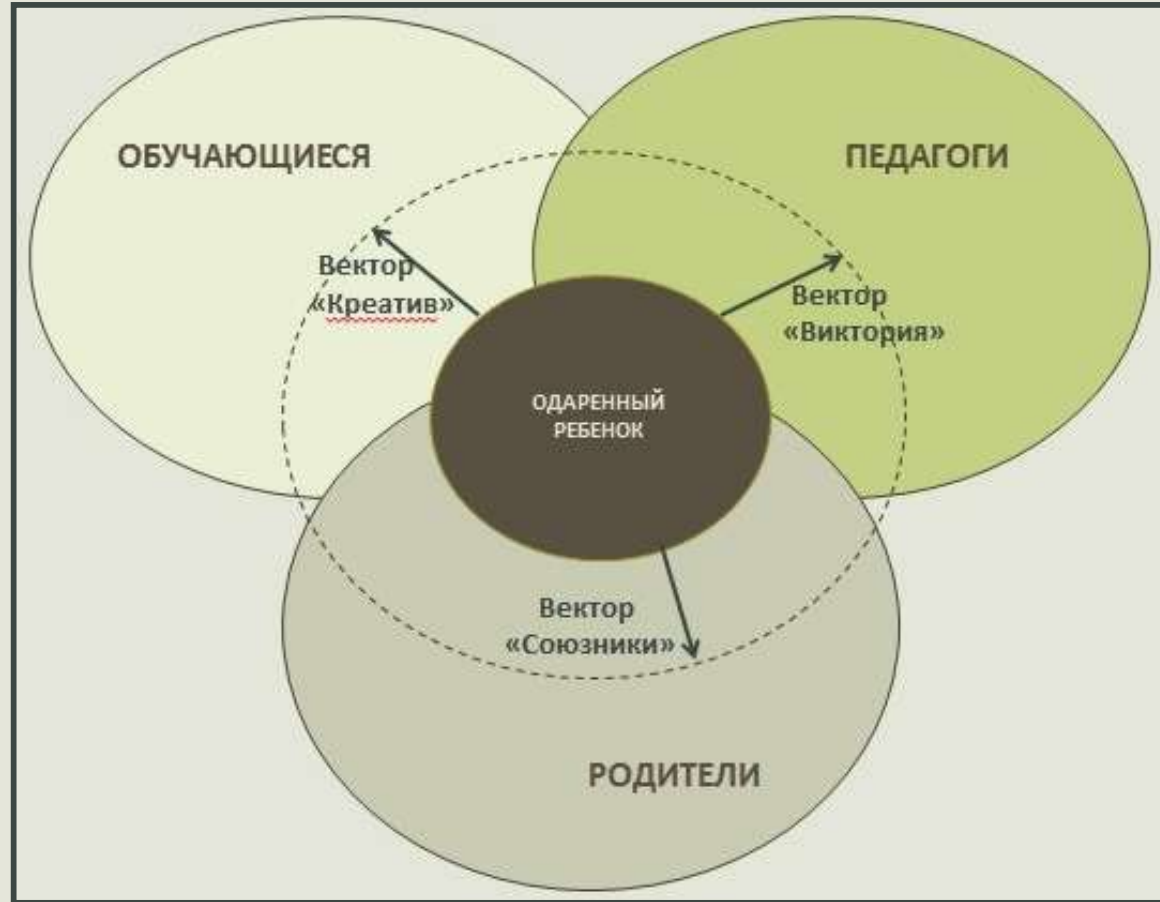 ОБУЧАЮЩИЕСЯ
ПЕДАГОГИ
Вектор
«Креатив»
Вектор
«Виктория»
ОДАРЕННЫЙ
РЕБЕНОК
Вектор
«Союзники»
РОДИТЕЛИ